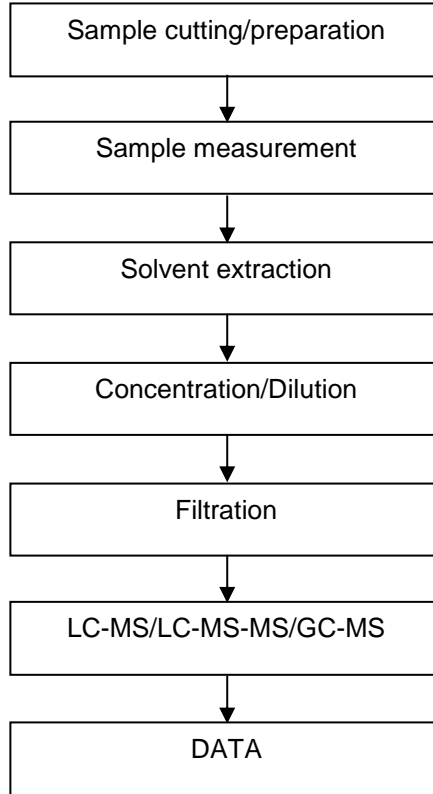 Sample cutting/preparation
Sample measurement
Solvent extraction
Concentration/Dilution
Filtration
LC-MS/LC-MS-MS/GC-MS
DATA